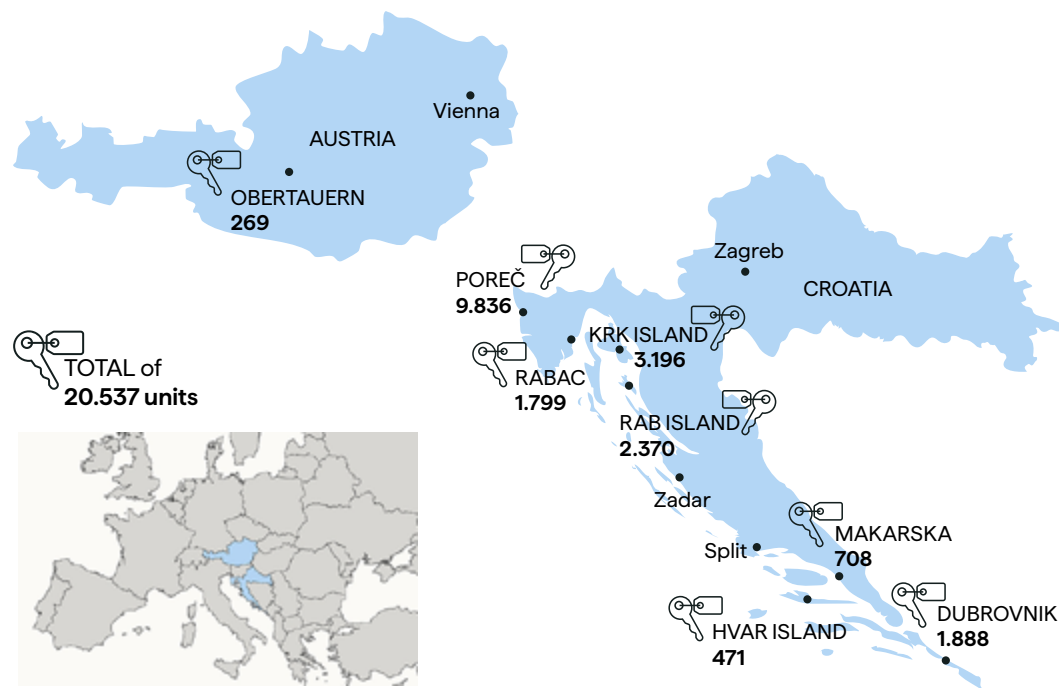 Vienna
AUSTRIA
OBERTAUERN
269
Zagreb
CROATIA
POREČ
9.836
KRK ISLAND
3.196
TOTAL of
20.537 units
RABAC
1.799
RAB ISLAND
2.370
Zadar
MAKARSKA
708
Split
DUBROVNIK
1.888
HVAR ISLAND
471